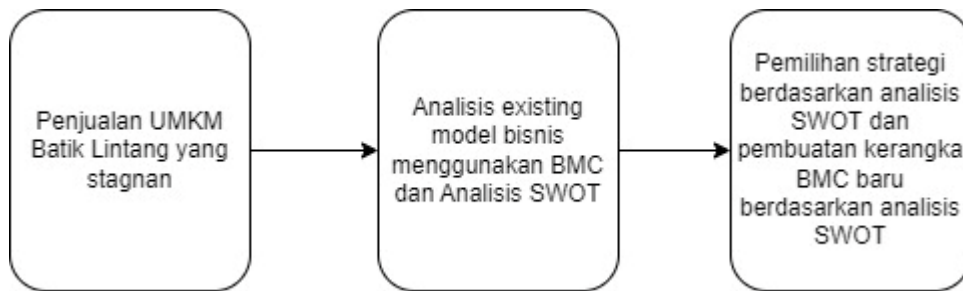 Penjualan UMKM
Batik Lintang yang
stagnan
Analisis existing
model bisnis
menggunakan BMC
dan Analisis SWOT
Pemilihan strategi
berdasarkan analisis
SWOT dan
pembuatan kerangka
BMC baru
berdasarkan analisis
SWOT